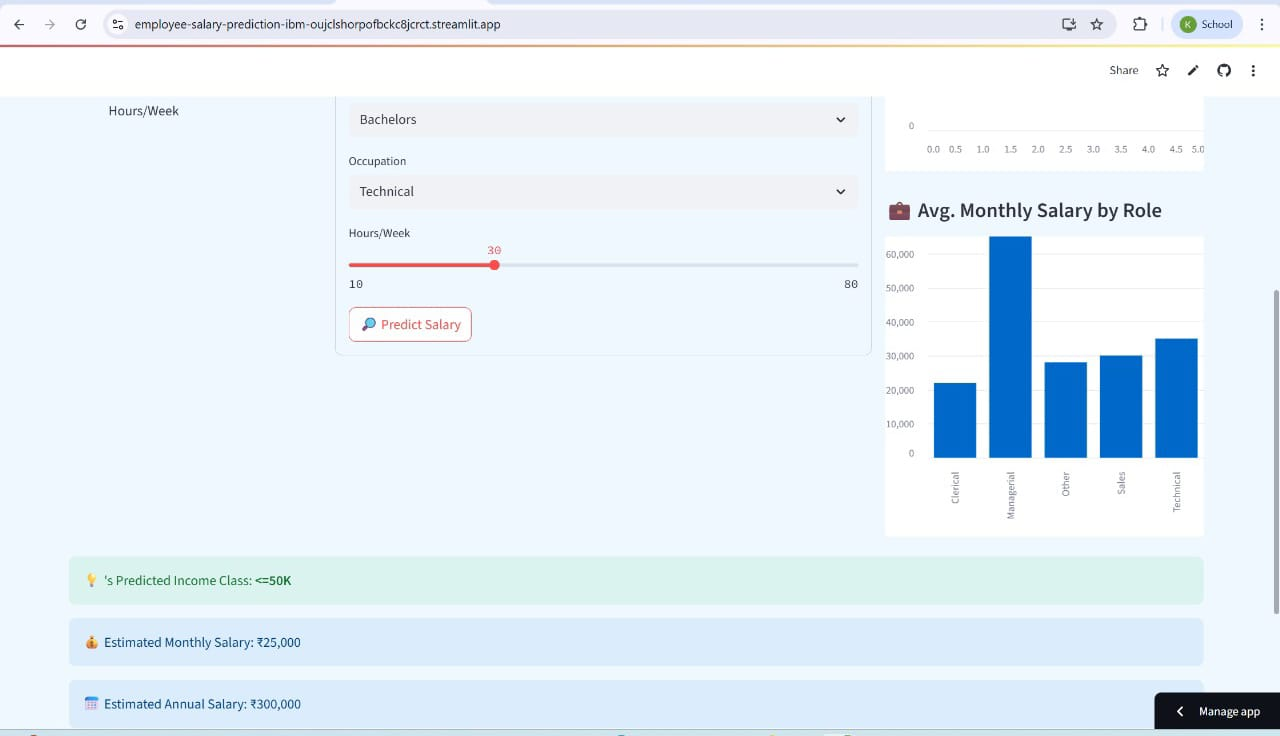 employee-salary-prediction-ibm-oujclshorpofbckc8jcrct.streamlit.app
K School
Share
Hours/Week
Bachelors
Occupation
Technical
Hours/Week
30
10 80
🔎 Predict Salary
0
0.0 0.5 1.0 1.5 2.0 2.5 3.0 3.5 4.0 4.5 5.0
💼 Avg. Monthly Salary by Role
60,000
50,000
40,000
30,000
20,000
10,000
0
Clerical Managerial Other Sales Technical
💡 's Predicted Income Class: <=50K
💰 Estimated Monthly Salary: ₹25,000
🗓️ Estimated Annual Salary: ₹300,000
Manage app